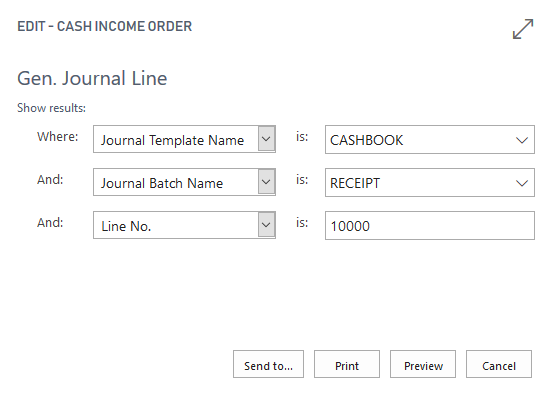 EDIT - CASH INCOME ORDER
Gen. Journal Line
Show results:
Where: Journal Template Name is: CASHBOOK
And: Journal Batch Name is: RECEIPT
And: Line No. is: 10000
Send to... Print Preview Cancel